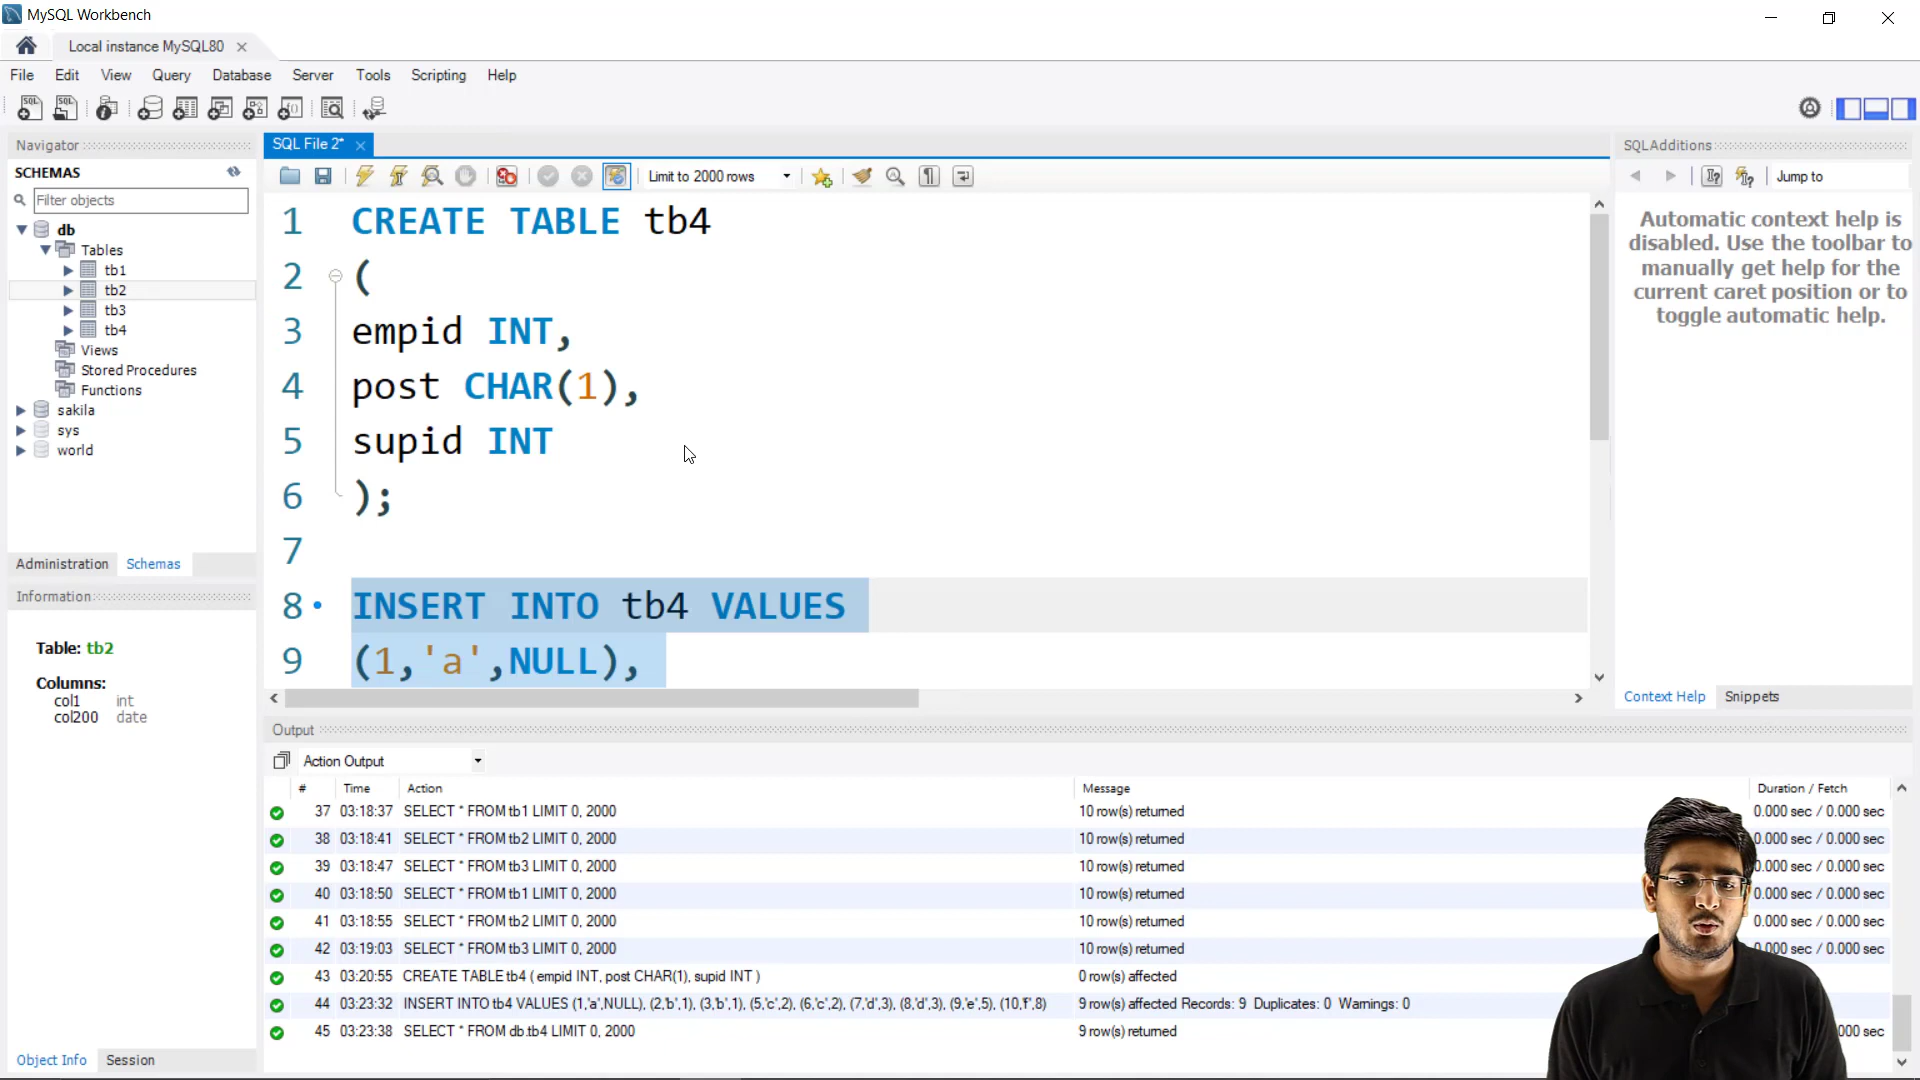 MySQL Workbench
Local instance MySQL80
File Edit View Query Database Server Tools Scripting Help
Navigator
SCHEMAS
Filter objects
db
Tables
tb1
tb2
tb3
tb4
Views
Stored Procedures
Functions
sakila
sys
world
Administration Schemas
Information
Table: tb2
Columns:
col1 int
col200 date
Object Info Session
SQL File 2*
Limit to 2000 rows
1 CREATE TABLE tb4
2 (
3 empid INT,
4 post CHAR(1),
5 supid INT
6 );
7
8 INSERT INTO tb4 VALUES
9 (1,'a',NULL),
SQLAdditions
Jump to
Automatic context help is
disabled. Use the toolbar to
manually get help for the
current caret position or to
toggle automatic help.
Context Help Snippets
Output
Action Output
# Time Action Message Duration / Fetch
37 03:18:37 SELECT * FROM tb1 LIMIT 0, 2000 10 row(s) returned 0.000 sec / 0.000 sec
38 03:18:41 SELECT * FROM tb2 LIMIT 0, 2000 10 row(s) returned 0.000 sec / 0.000 sec
39 03:18:47 SELECT * FROM tb3 LIMIT 0, 2000 10 row(s) returned 0.000 sec / 0.000 sec
40 03:18:50 SELECT * FROM tb1 LIMIT 0, 2000 10 row(s) returned 0.000 sec / 0.000 sec
41 03:18:55 SELECT * FROM tb2 LIMIT 0, 2000 10 row(s) returned 0.000 sec / 0.000 sec
42 03:19:03 SELECT * FROM tb3 LIMIT 0, 2000 10 row(s) returned 0.000 sec / 0.000 sec
43 03:20:55 CREATE TABLE tb4 ( empid INT, post CHAR(1), supid INT ) 0 row(s) affected
44 03:23:32 INSERT INTO tb4 VALUES (1,'a',NULL), (2,'b',1), (3,'b',1), (5,'c',2), (6,'c',2), (7,'d',3), (8,'d',3), (9,'e',5), (10,'f',8) 9 row(s) affected Records: 9 Duplicates: 0 Warnings: 0
45 03:23:38 SELECT * FROM db.tb4 LIMIT 0, 2000 9 row(s) returned 000 sec